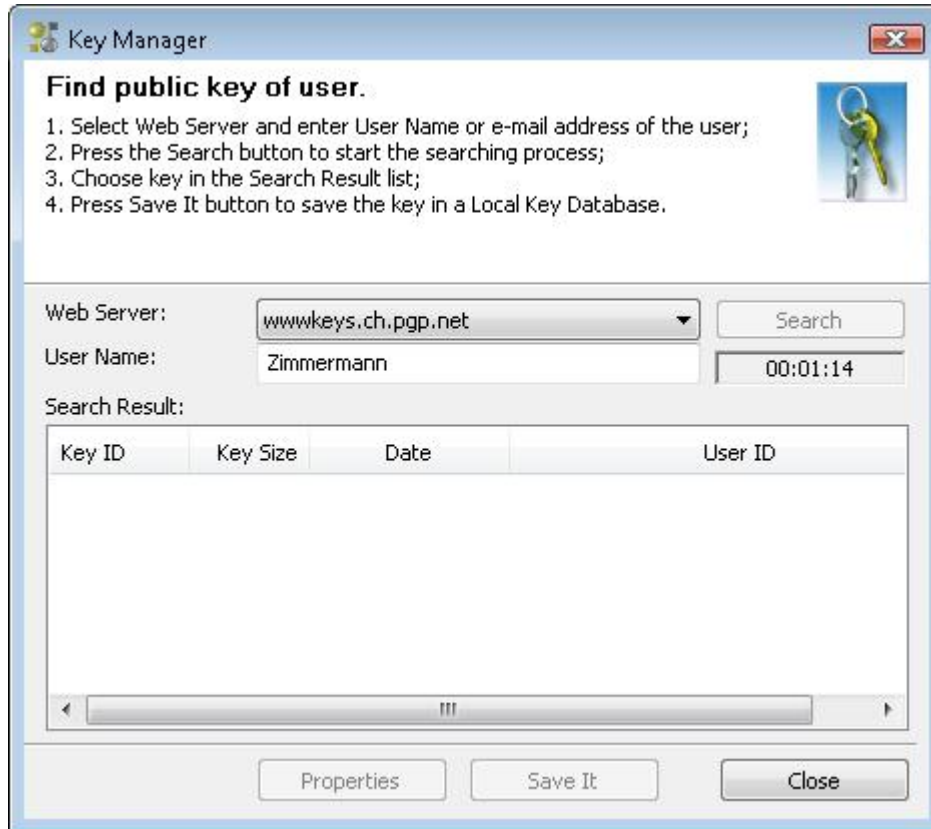 Key Manager
Find public key of user.
1. Select Web Server and enter User Name or e-mail address of the user;
2. Press the Search button to start the searching process;
3. Choose key in the Search Result list;
4. Press Save It button to save the key in a Local Key Database.
Web Server: wwwkeys.ch.pgp.net Search
User Name: Zimmermann 00:01:14
Search Result:
Key ID Key Size Date User ID
Properties Save It Close